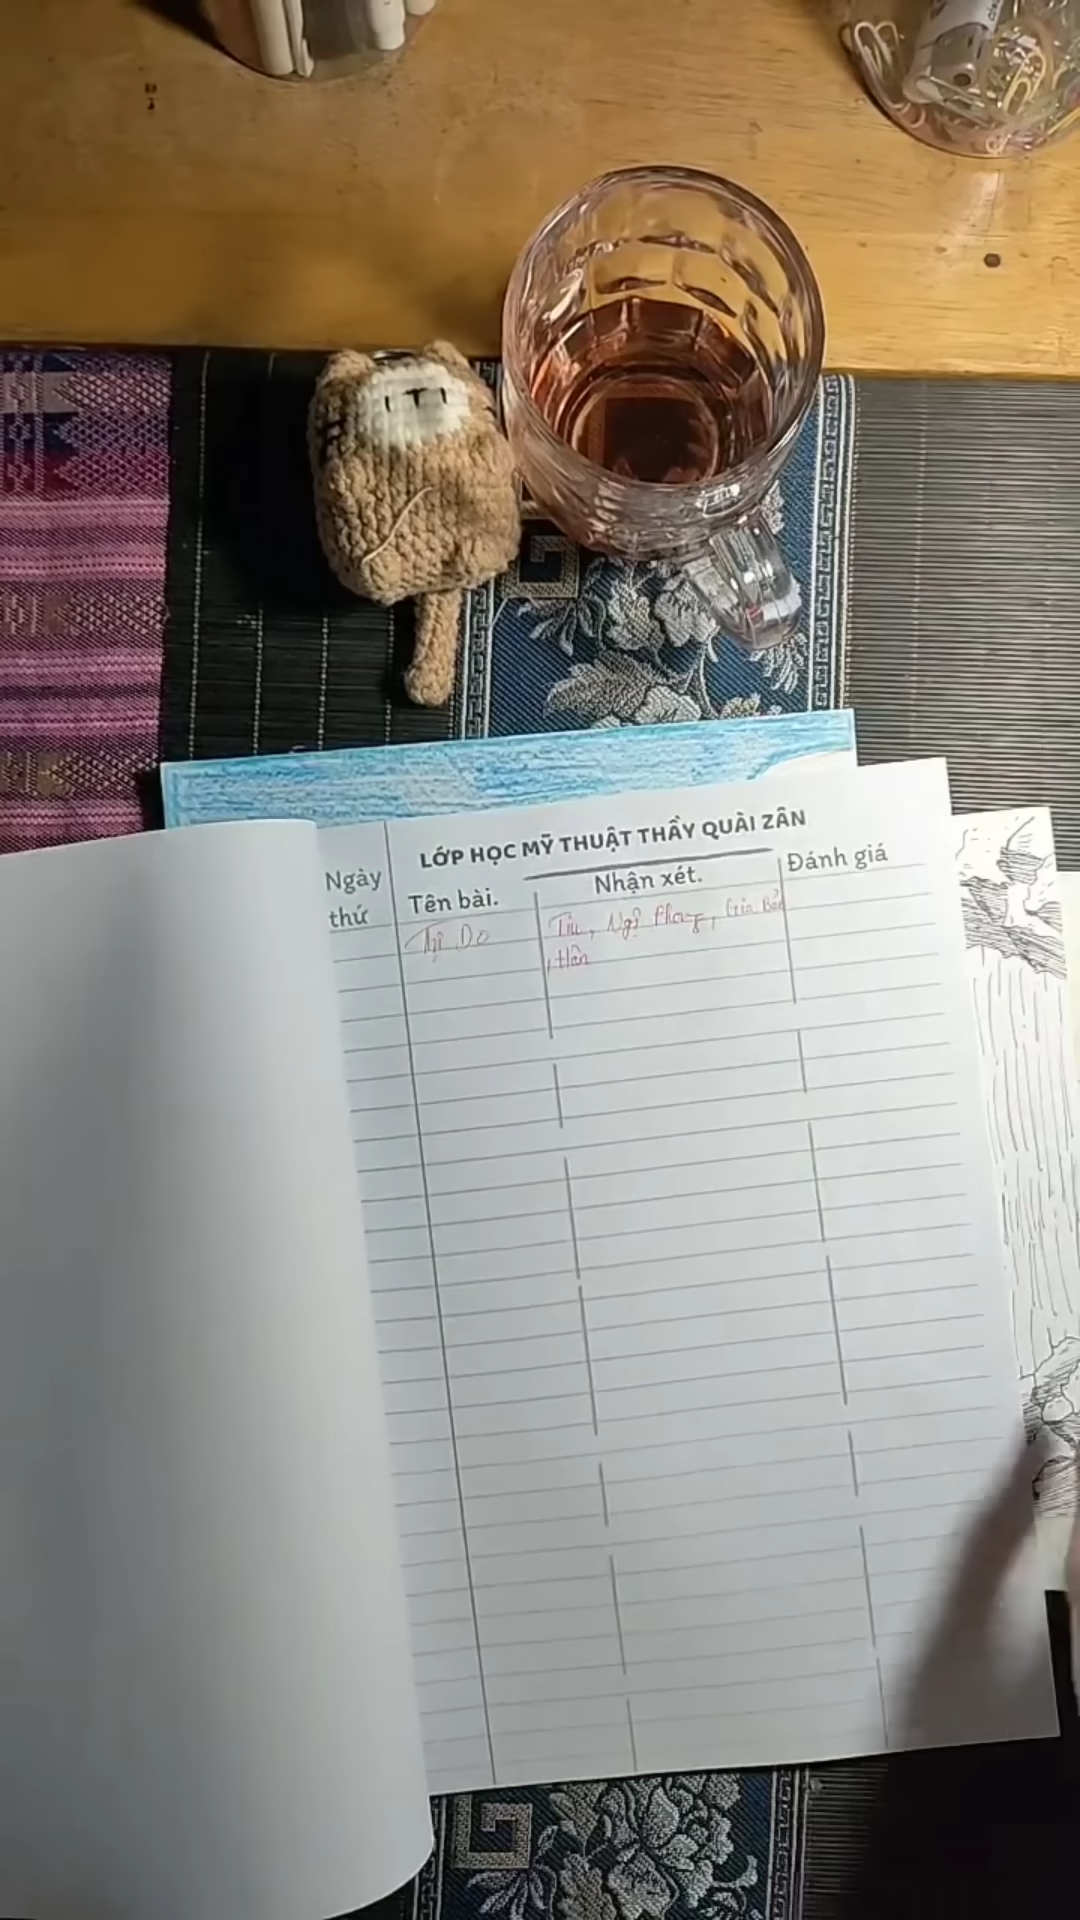 LỚP HỌC MỸ THUẬT THẦY QUÀI ZÂN
Ngày thứ
Tên bài.
Nhận xét.
Đánh giá
Tự Do
Tiu, Ngô Phong, Gia Bảo
, Hân